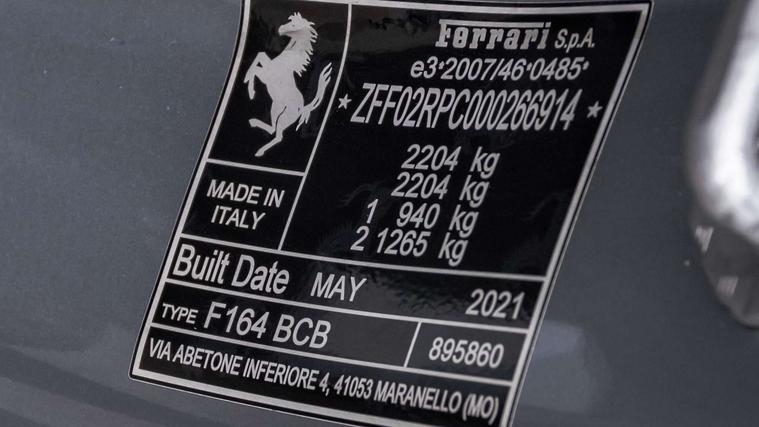 Ferrari S.p.A.
e3*2007/46*0485*
*ZFF02RPC000266914*
2204 kg
2204 kg
1 940 kg
2 1265 kg
MADE IN
ITALY
Built Date MAY 2021
TYPE F164 BCB 895860
VIA ABETONE INFERIORE 4, 41053 MARANELLO (MO)